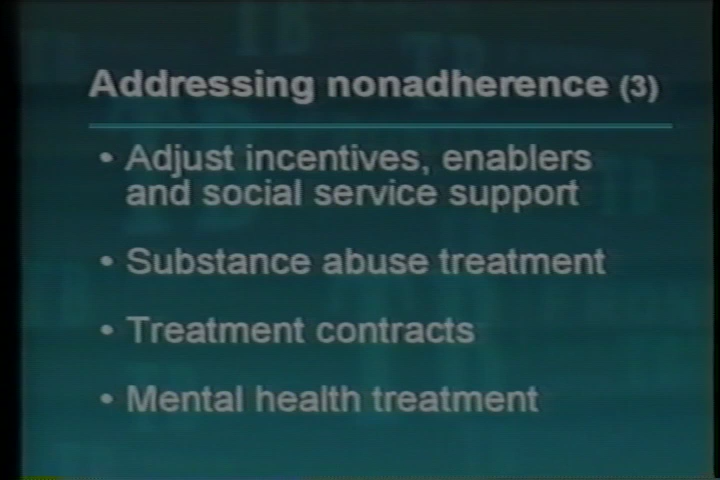 Addressing nonadherence (3)
• Adjust incentives, enablers
and social service support
• Substance abuse treatment
• Treatment contracts
• Mental health treatment